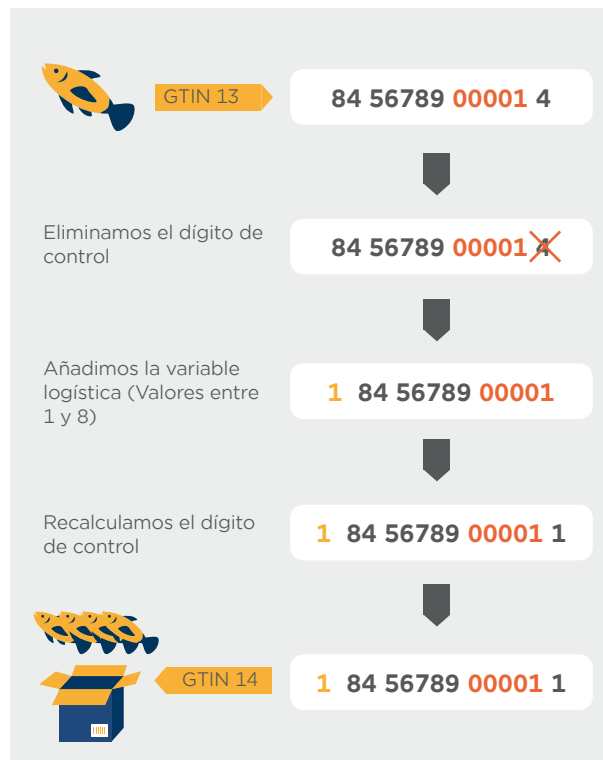 GTIN 13
84 56789 00001 4
Eliminamos el dígito de
control
84 56789 00001 4
Añadimos la variable
logística (Valores entre
1 y 8)
1 84 56789 00001
Recalculamos el dígito
de control
1 84 56789 00001 1
GTIN 14
1 84 56789 00001 1